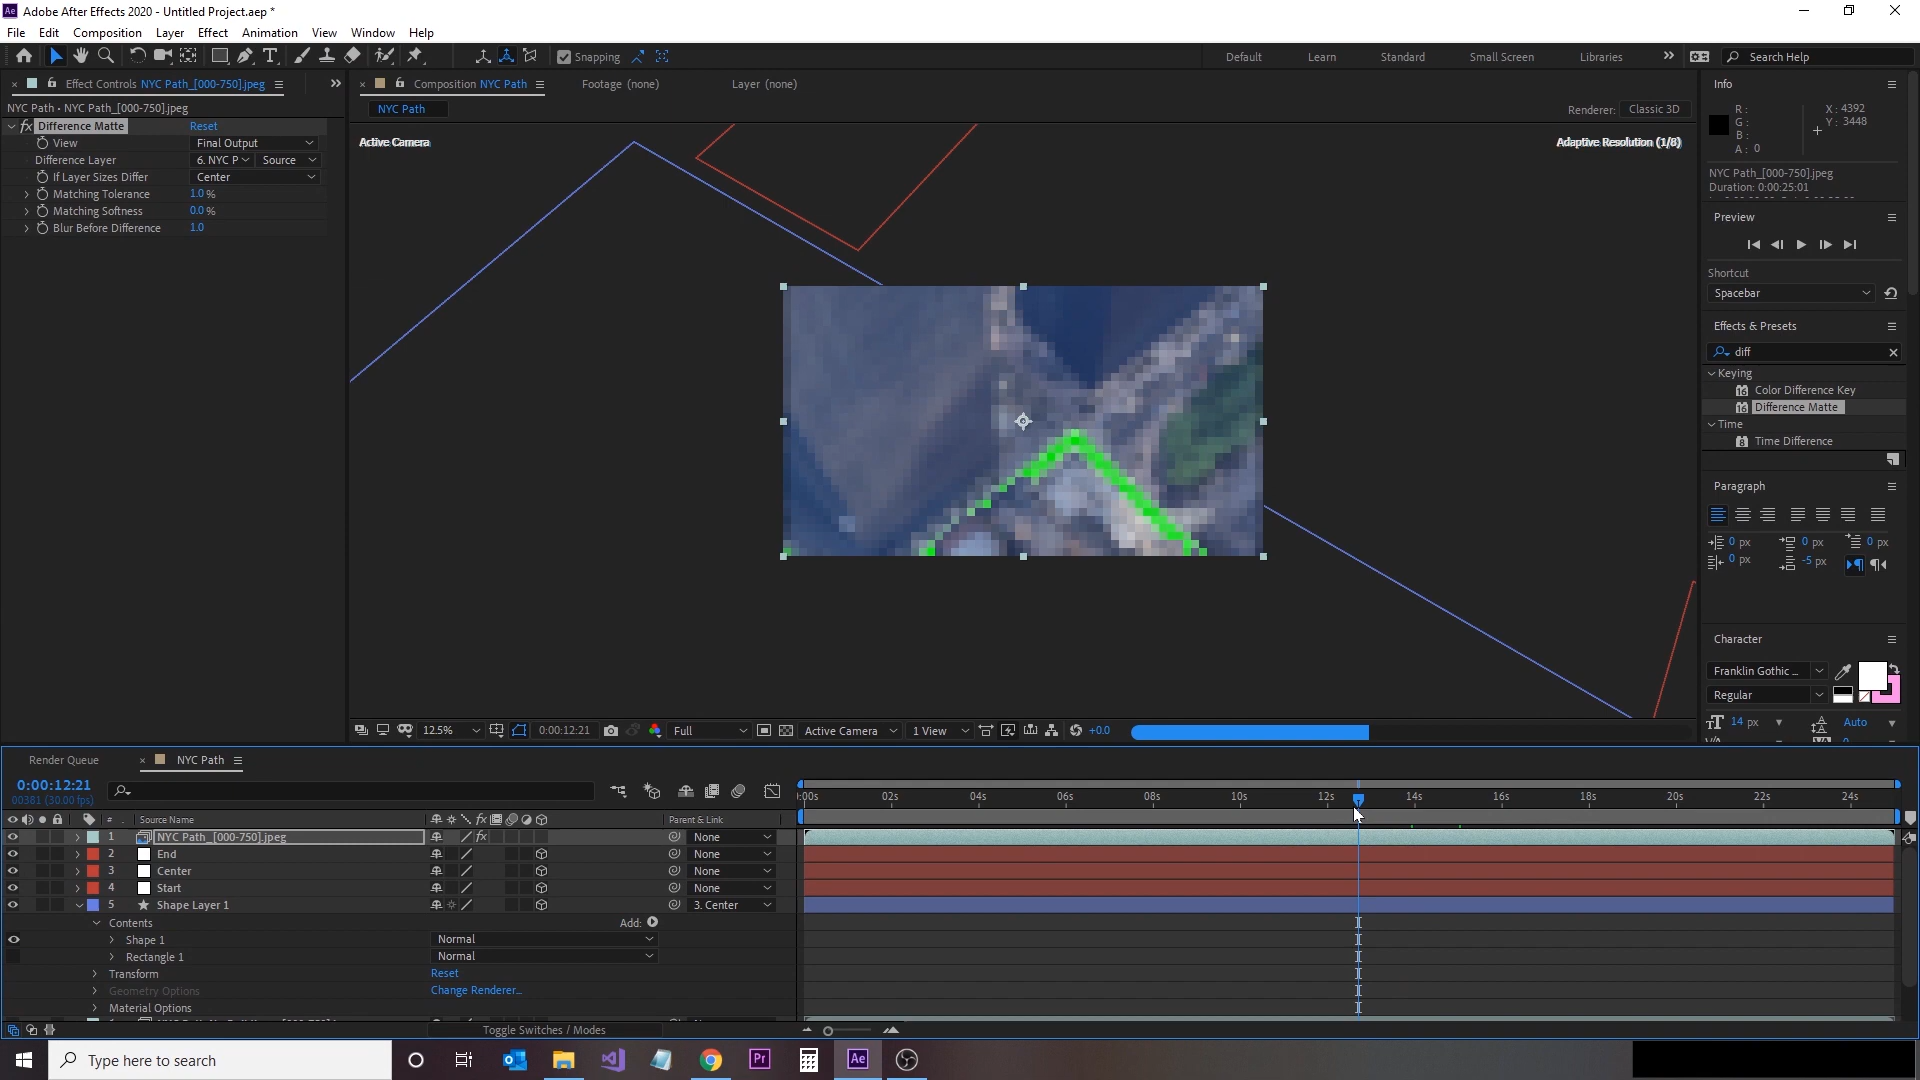 Ae Adobe After Effects 2020 - Untitled Project.aep *
File Edit Composition Layer Effect Animation View Window Help
Snapping
Default Learn Standard Small Screen Libraries » Search Help
× Effect Controls NYC Path_[000-750].jpeg »
NYC Path • NYC Path_[000-750].jpeg
fx Difference Matte Reset
View Final Output
Difference Layer 6. NYC P Source
If Layer Sizes Differ Center
Matching Tolerance 1.0 %
Matching Softness 0.0 %
Blur Before Difference 1.0
× Composition NYC Path Footage (none) Layer (none)
NYC Path
Renderer: Classic 3D
Active Camera
Adaptive Resolution (1/8)
12.5% 0:00:12:21 Full Active Camera 1 View +0.0
Info
R : X : 4392
G : Y : 3448
B :
A : 0
NYC Path_[000-750].jpeg
Duration: 0:00:25:01
Preview
Shortcut
Spacebar
Effects & Presets
diff
Keying
16 Color Difference Key
16 Difference Matte
Time
8 Time Difference
Paragraph
0 px 0 px 0 px
0 px -5 px
Character
Franklin Gothic ...
Regular
14 px Auto
Render Queue × NYC Path
0:00:12:21
00381 (30.00 fps)
:00s 02s 04s 06s 08s 10s 12s 14s 16s 18s 20s 22s 24s
# Source Name Parent & Link
1 NYC Path_[000-750].jpeg fx None
2 End None
3 Center None
4 Start None
5 Shape Layer 1 3. Center
Contents Add:
Shape 1 Normal
Rectangle 1 Normal
Transform Reset
Geometry Options Change Renderer...
Material Options
Toggle Switches / Modes
Type here to search
Pr Ae